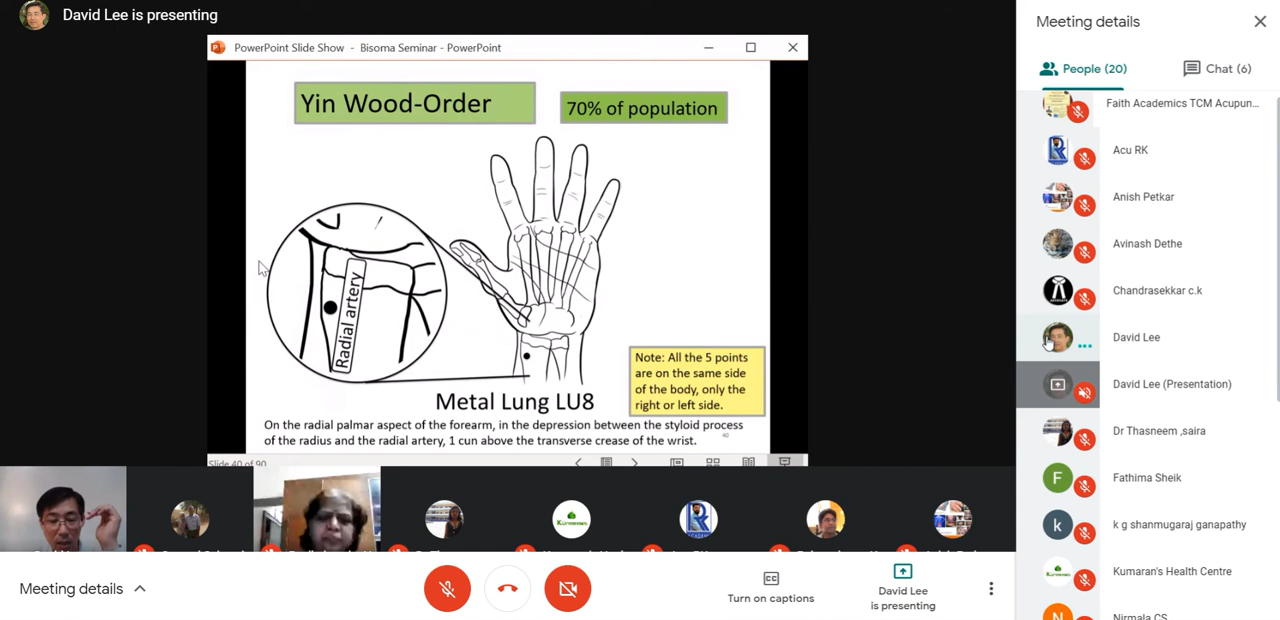 David Lee is presenting
PowerPoint Slide Show - Bisoma Seminar - PowerPoint
Yin Wood-Order
70% of population
Radial artery
Metal Lung LU8
Note: All the 5 points
are on the same side
of the body, only the
right or left side.
On the radial palmar aspect of the forearm, in the depression between the styloid process
of the radius and the radial artery, 1 cun above the transverse crease of the wrist.
40
Slide 40 of 90
Kumaran's
Meeting details
Turn on captions
David Lee
is presenting
Meeting details
People (20)
Chat (6)
Faith Academics TCM Acupun...
Acu RK
Anish Petkar
Avinash Dethe
Chandrasekkar c.k
David Lee
David Lee (Presentation)
Dr Thasneem ,saira
F
Fathima Sheik
k
k g shanmugaraj ganapathy
Kumaran's Health Centre
N
Nirmala CS